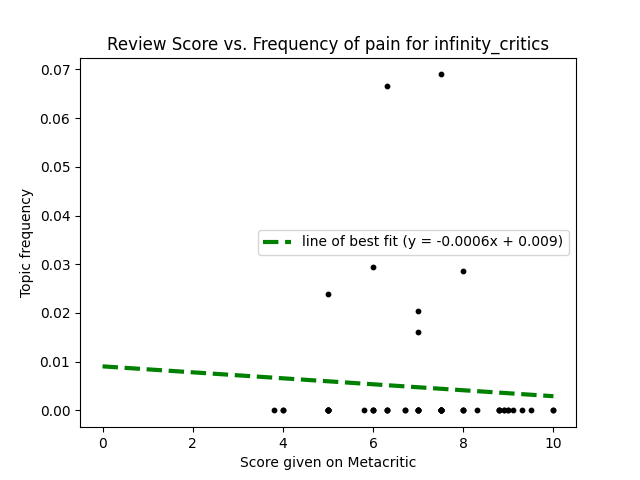 Review Score vs. Frequency of pain for infinity_critics
0.07
0.06
0.05
0.04
0.03
0.02
0.01
0.00
Topic frequency
line of best fit (y = -0.0006x + 0.009)
0 2 4 6 8 10
Score given on Metacritic